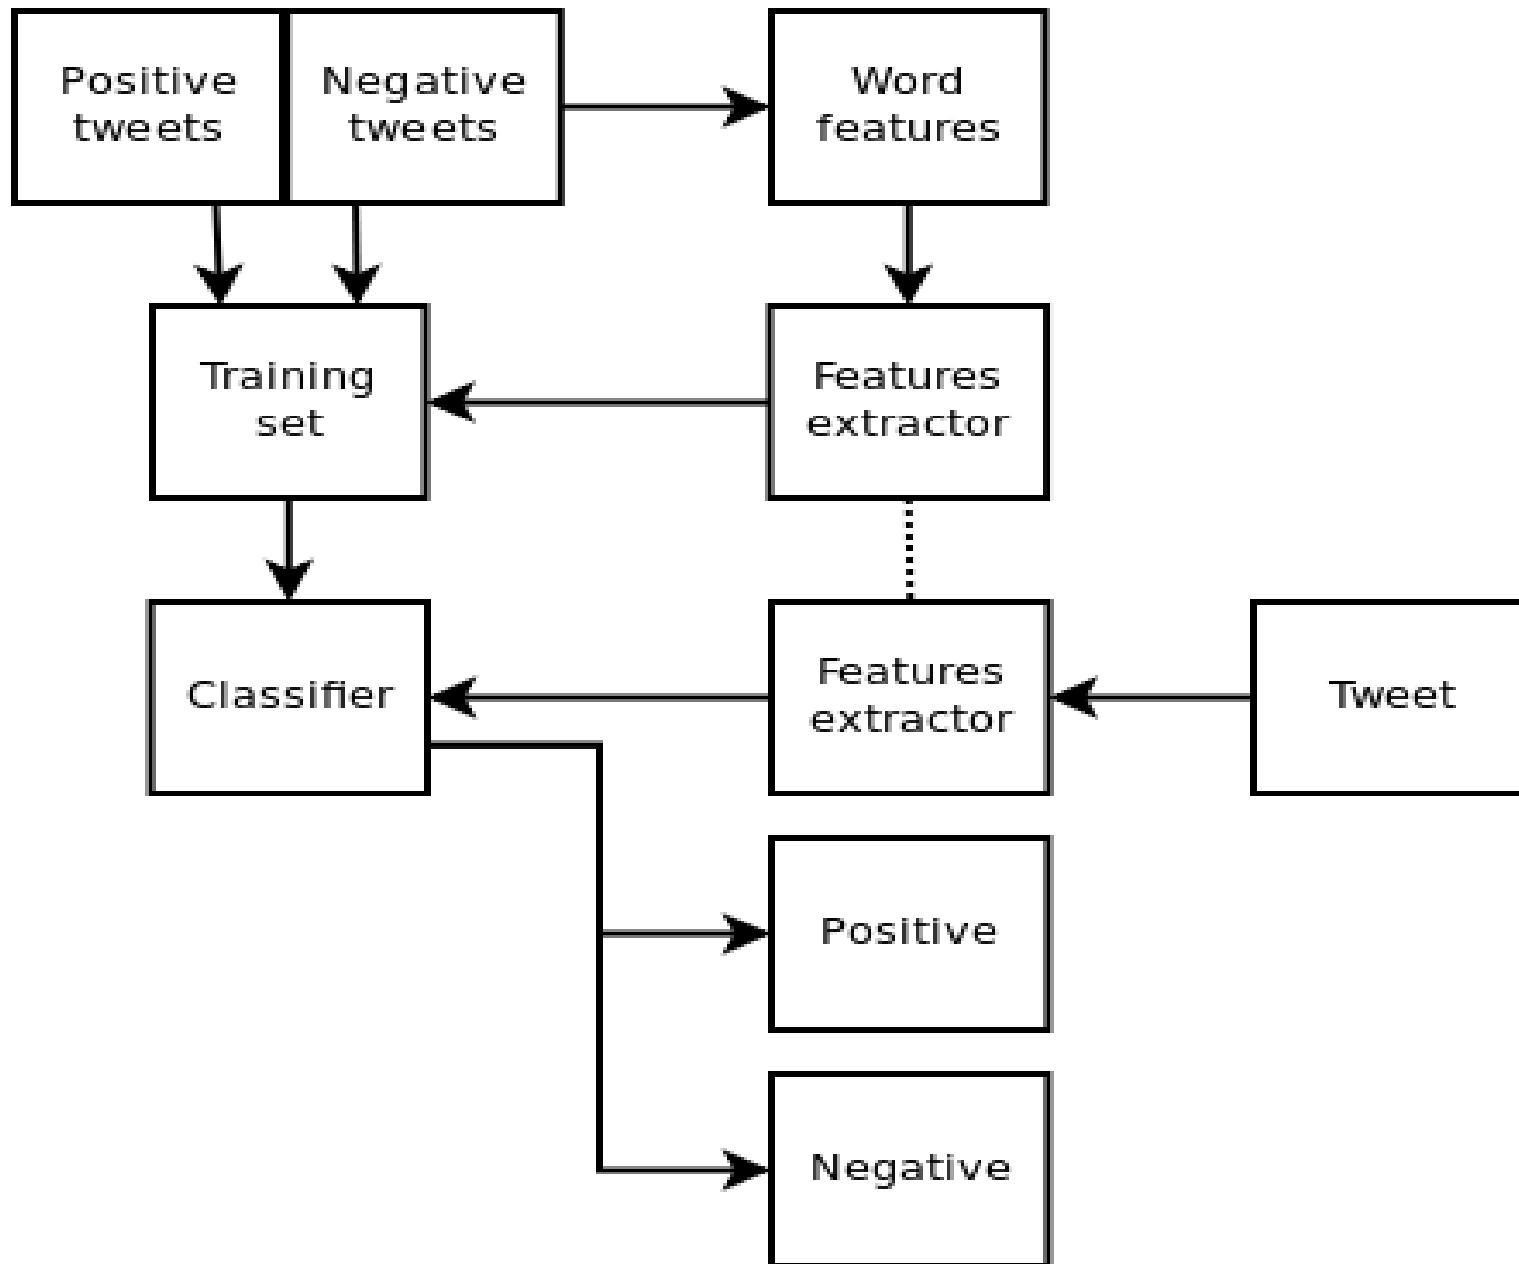 Positive
tweets
Negative
tweets
Word
features
Training
set
Features
extractor
Classifier
Features
extractor
Tweet
Positive
Negative